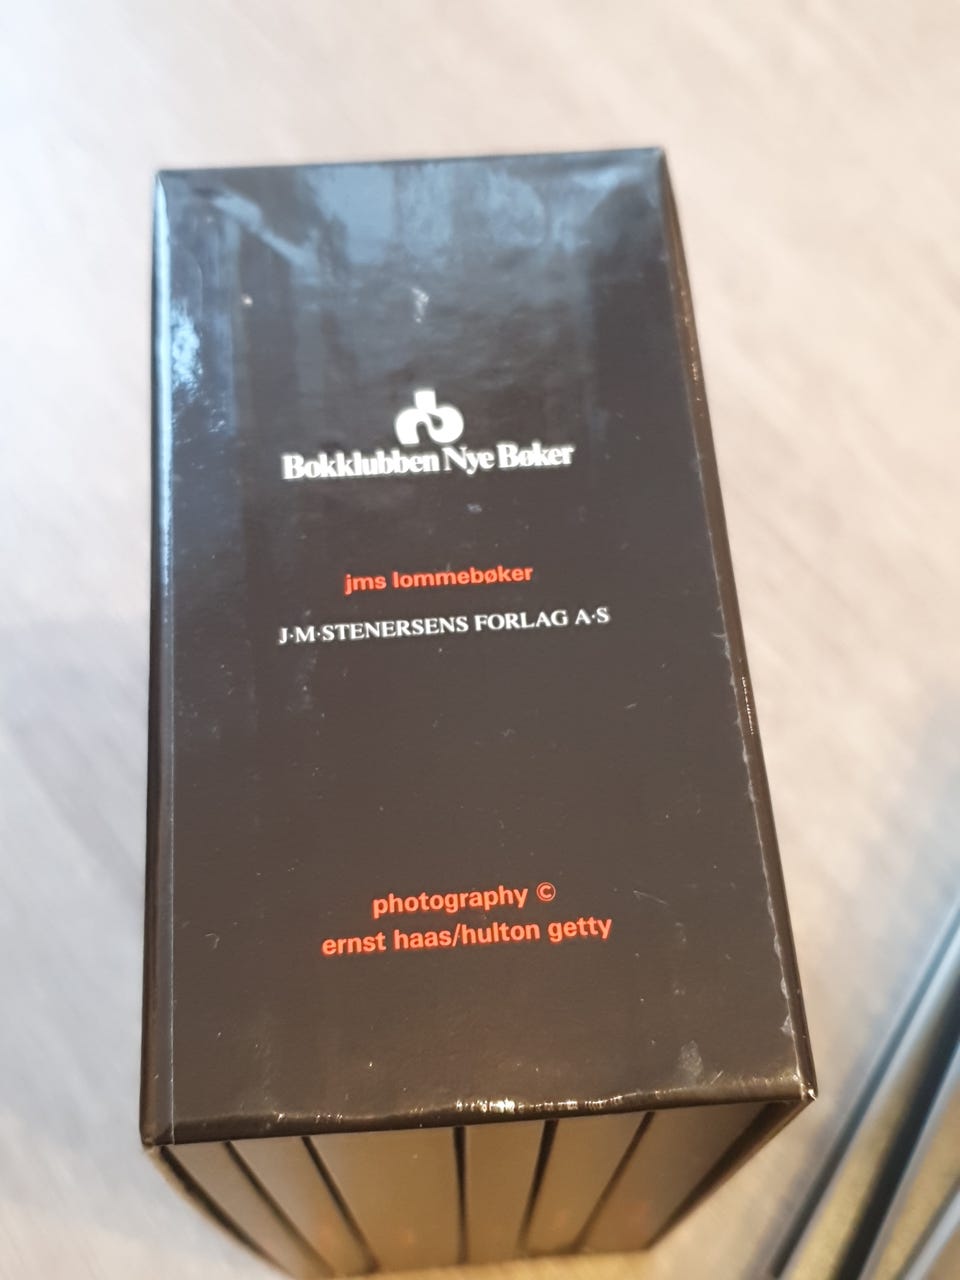 Bokklubben Nye Bøker
jms lommebøker
J·M·STENERSENS FORLAG A·S
photography ©
ernst haas/hulton getty